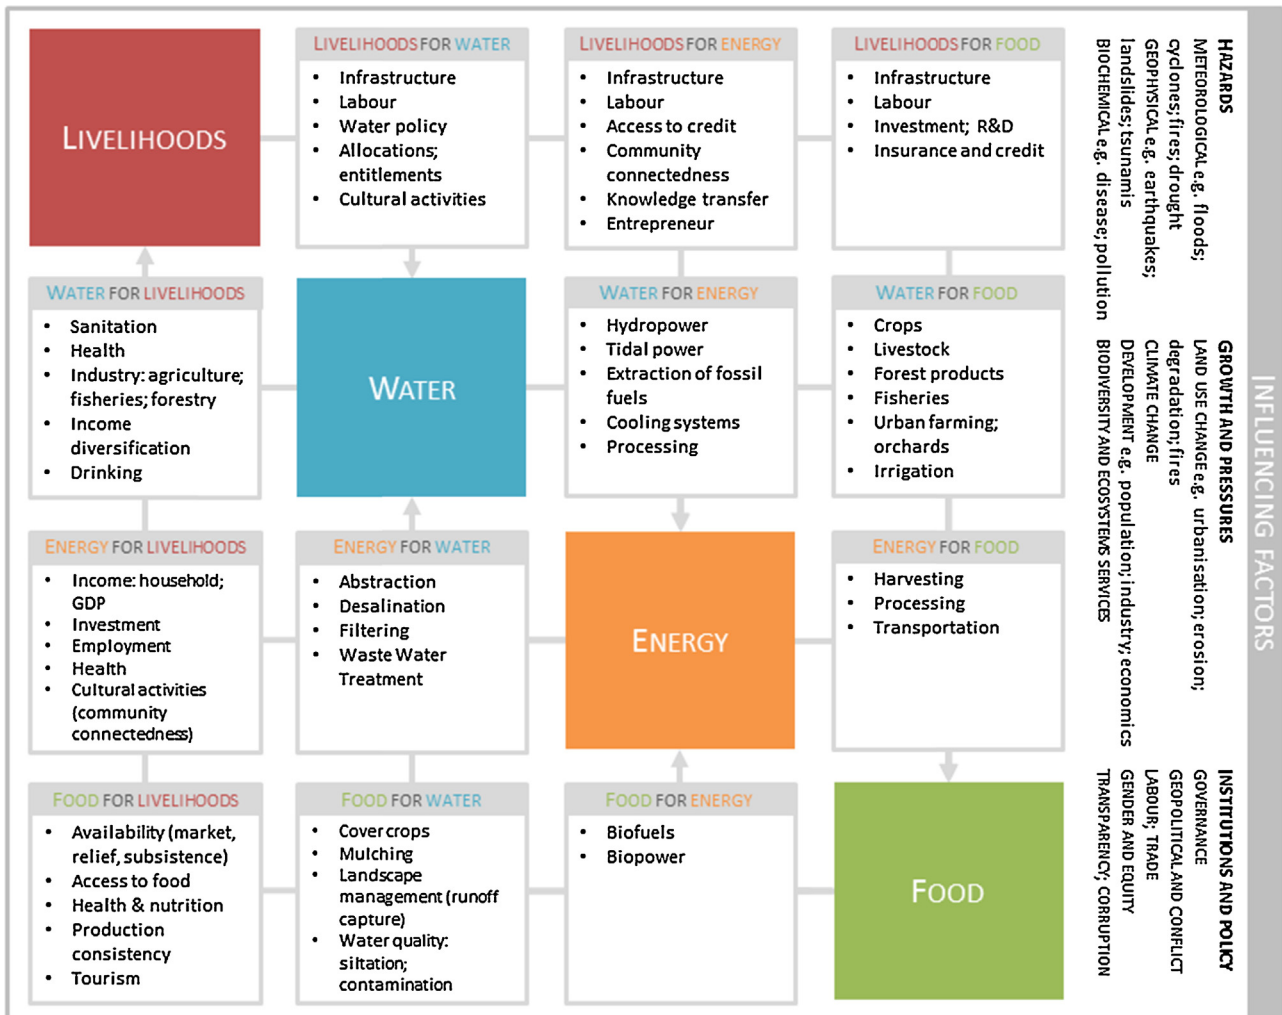 LIVELIHOODS
LIVELIHOODS FOR WATER
• Infrastructure
• Labour
• Water policy
• Allocations;
entitlements
• Cultural activities
LIVELIHOODS FOR ENERGY
• Infrastructure
• Labour
• Access to credit
• Community
connectedness
• Knowledge transfer
• Entrepreneur
LIVELIHOODS FOR FOOD
• Infrastructure
• Labour
• Investment; R&D
• Insurance and credit
WATER FOR LIVELIHOODS
• Sanitation
• Health
• Industry: agriculture;
fisheries; forestry
• Income
diversification
• Drinking
WATER
WATER FOR ENERGY
• Hydropower
• Tidal power
• Extraction of fossil
fuels
• Cooling systems
• Processing
WATER FOR FOOD
• Crops
• Livestock
• Forest products
• Fisheries
• Urban farming;
orchards
• Irrigation
ENERGY FOR LIVELIHOODS
• Income: household;
GDP
• Investment
• Employment
• Health
• Cultural activities
(community
connectedness)
ENERGY FOR WATER
• Abstraction
• Desalination
• Filtering
• Waste Water
Treatment
ENERGY
ENERGY FOR FOOD
• Harvesting
• Processing
• Transportation
FOOD FOR LIVELIHOODS
• Availability (market,
relief, subsistence)
• Access to food
• Health & nutrition
• Production
consistency
• Tourism
FOOD FOR WATER
• Cover crops
• Mulching
• Landscape
management (runoff
capture)
• Water quality:
siltation;
contamination
FOOD FOR ENERGY
• Biofuels
• Biopower
FOOD
INFLUENCING FACTORS
HAZARDS
METEOROLOGICAL e.g. floods;
cyclones; fires; drought
GEOPHYSICAL e.g. earthquakes;
landslides; tsunamis
BIOCHEMICAL e.g. disease; pollution
GROWTH AND PRESSURES
LAND USE CHANGE e.g. urbanisation; erosion;
degradation; fires
CLIMATE CHANGE
DEVELOPMENT e.g. population; industry; economics
BIODIVERSITY AND ECOSYSTEMS SERVICES
INSTITUTIONS AND POLICY
GOVERNANCE
GEOPOLITICAL AND CONFLICT
LABOUR; TRADE
GENDER AND EQUITY
TRANSPARENCY; CORRUPTION